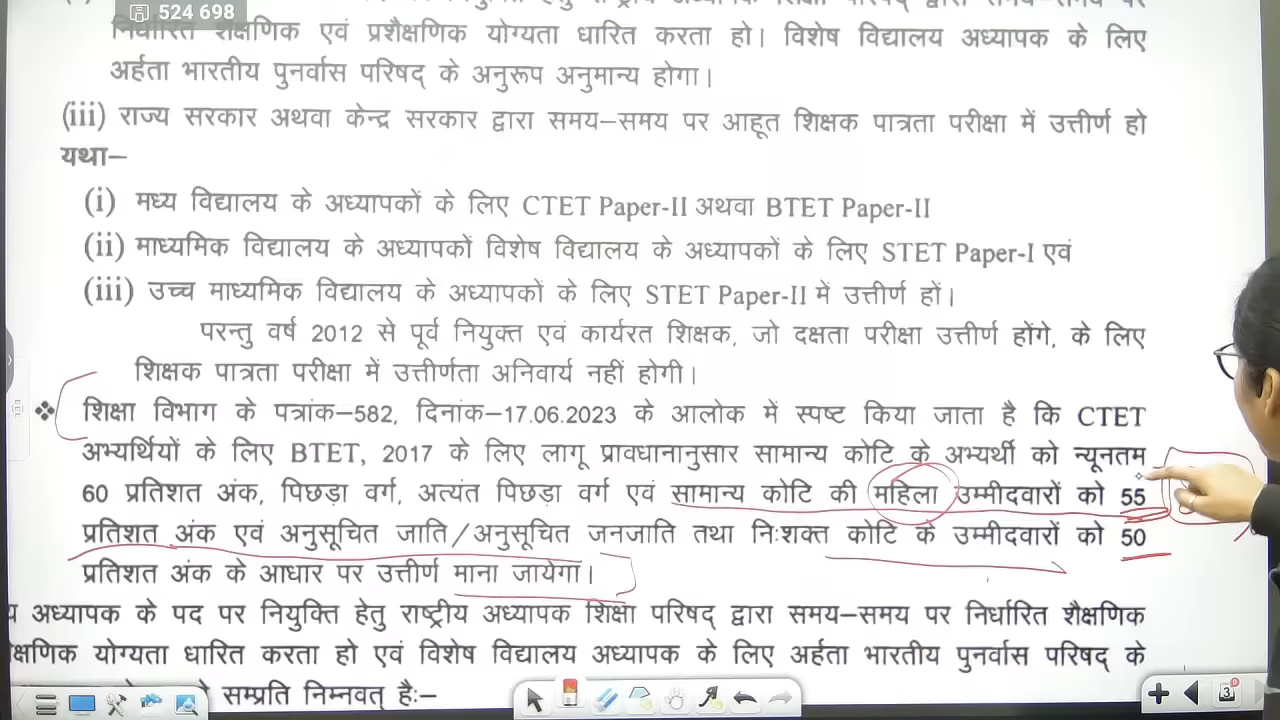 524 698
निर्धारित शैक्षणिक एवं प्रशैक्षणिक योग्यता धारित करता हो। विशेष विद्यालय अध्यापक के लिए
अर्हता भारतीय पुनर्वास परिषद् के अनुरूप अनुमान्य होगा।
(iii) राज्य सरकार अथवा केन्द्र सरकार द्वारा समय–समय पर आहूत शिक्षक पात्रता परीक्षा में उत्तीर्ण हो
यथा–
(i) मध्य विद्यालय के अध्यापकों के लिए CTET Paper-II अथवा BTET Paper-II
(ii) माध्यमिक विद्यालय के अध्यापकों विशेष विद्यालय के अध्यापकों के लिए STET Paper-I एवं
(iii) उच्च माध्यमिक विद्यालय के अध्यापकों के लिए STET Paper-II में उत्तीर्ण हों।
परन्तु वर्ष 2012 से पूर्व नियुक्त एवं कार्यरत शिक्षक, जो दक्षता परीक्षा उत्तीर्ण होंगे, के लिए
शिक्षक पात्रता परीक्षा में उत्तीर्णता अनिवार्य नहीं होगी।
❖ शिक्षा विभाग के पत्रांक–582, दिनांक–17.06.2023 के आलोक में स्पष्ट किया जाता है कि CTET
अभ्यर्थियों के लिए BTET, 2017 के लिए लागू प्रावधानानुसार सामान्य कोटि के अभ्यर्थी को न्यूनतम
60 प्रतिशत अंक, पिछड़ा वर्ग, अत्यंत पिछड़ा वर्ग एवं सामान्य कोटि की महिला उम्मीदवारों को 55
प्रतिशत अंक एवं अनुसूचित जाति/अनुसूचित जनजाति तथा निःशक्त कोटि के उम्मीदवारों को 50
प्रतिशत अंक के आधार पर उत्तीर्ण माना जायेगा।
अध्यापक के पद पर नियुक्ति हेतु राष्ट्रीय अध्यापक शिक्षा परिषद् द्वारा समय–समय पर निर्धारित शैक्षणिक
क्षणिक योग्यता धारित करता हो एवं विशेष विद्यालय अध्यापक के लिए अर्हता भारतीय पुनर्वास परिषद् के
सम्प्रति निम्नवत् है:–
3